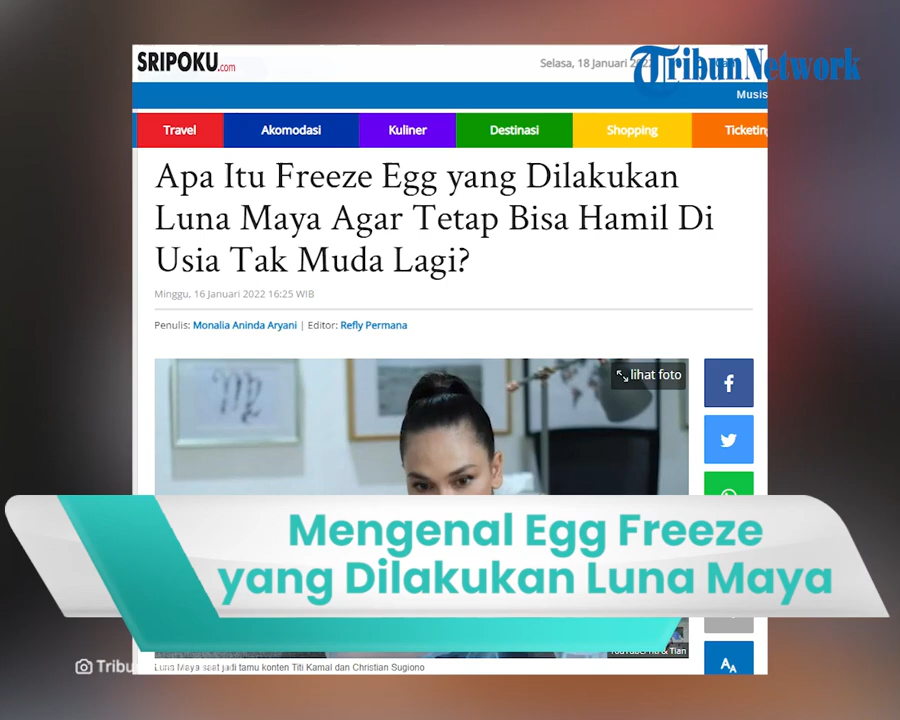 SRIPOKU.com
Selasa, 18 Januari 2022
TribunNetwork
Musis
Travel
Akomodasi
Kuliner
Destinasi
Shopping
Ticketing
Apa Itu Freeze Egg yang Dilakukan
Luna Maya Agar Tetap Bisa Hamil Di
Usia Tak Muda Lagi?
Minggu, 16 Januari 2022 16:25 WIB
Penulis: Monalia Aninda Aryani | Editor: Refly Permana
lihat foto
Mengenal Egg Freeze
yang Dilakukan Luna Maya
Tribu
Luna Maya saat jadi tamu konten Titi Kamal dan Christian Sugiono
AA